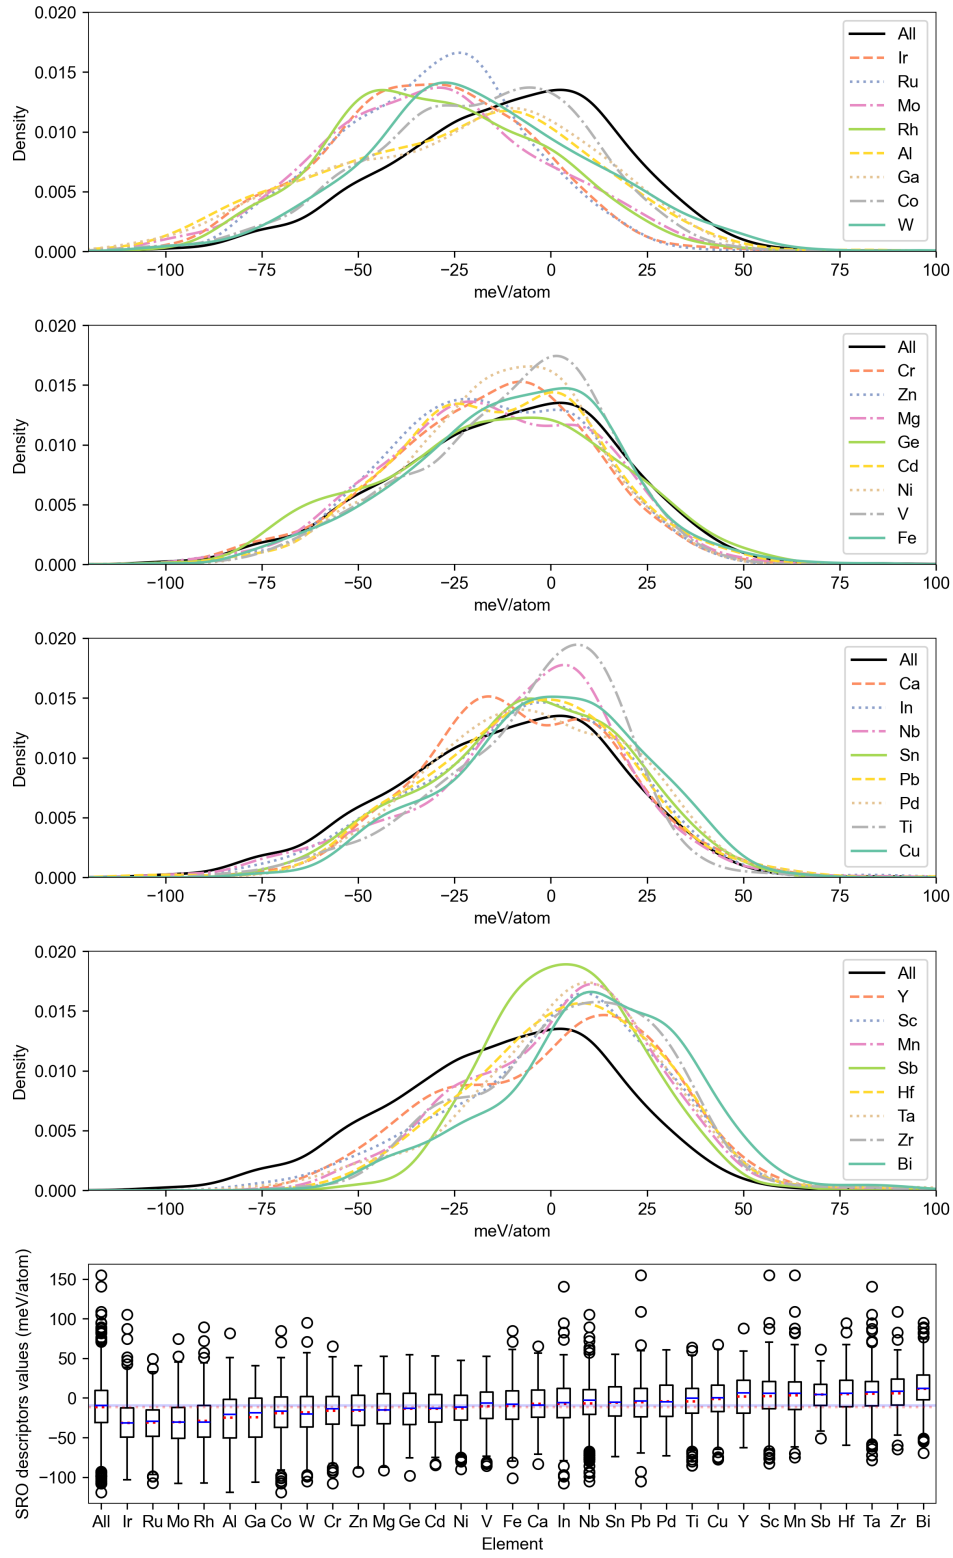 0.020
0.015
0.010
0.005
0.000
Density
−100 −75 −50 −25 0 25 50 75 100
meV/atom
All
Ir
Ru
Mo
Rh
Al
Ga
Co
W
0.020
0.015
0.010
0.005
0.000
Density
−100 −75 −50 −25 0 25 50 75 100
meV/atom
All
Cr
Zn
Mg
Ge
Cd
Ni
V
Fe
0.020
0.015
0.010
0.005
0.000
Density
−100 −75 −50 −25 0 25 50 75 100
meV/atom
All
Ca
In
Nb
Sn
Pb
Pd
Ti
Cu
0.020
0.015
0.010
0.005
0.000
Density
−100 −75 −50 −25 0 25 50 75 100
meV/atom
All
Y
Sc
Mn
Sb
Hf
Ta
Zr
Bi
SRO descriptors values (meV/atom)
150
100
50
0
−50
−100
All Ir Ru Mo Rh Al Ga Co W Cr Zn Mg Ge Cd Ni V Fe Ca In Nb Sn Pb Pd Ti Cu Y Sc Mn Sb Hf Ta Zr Bi
Element